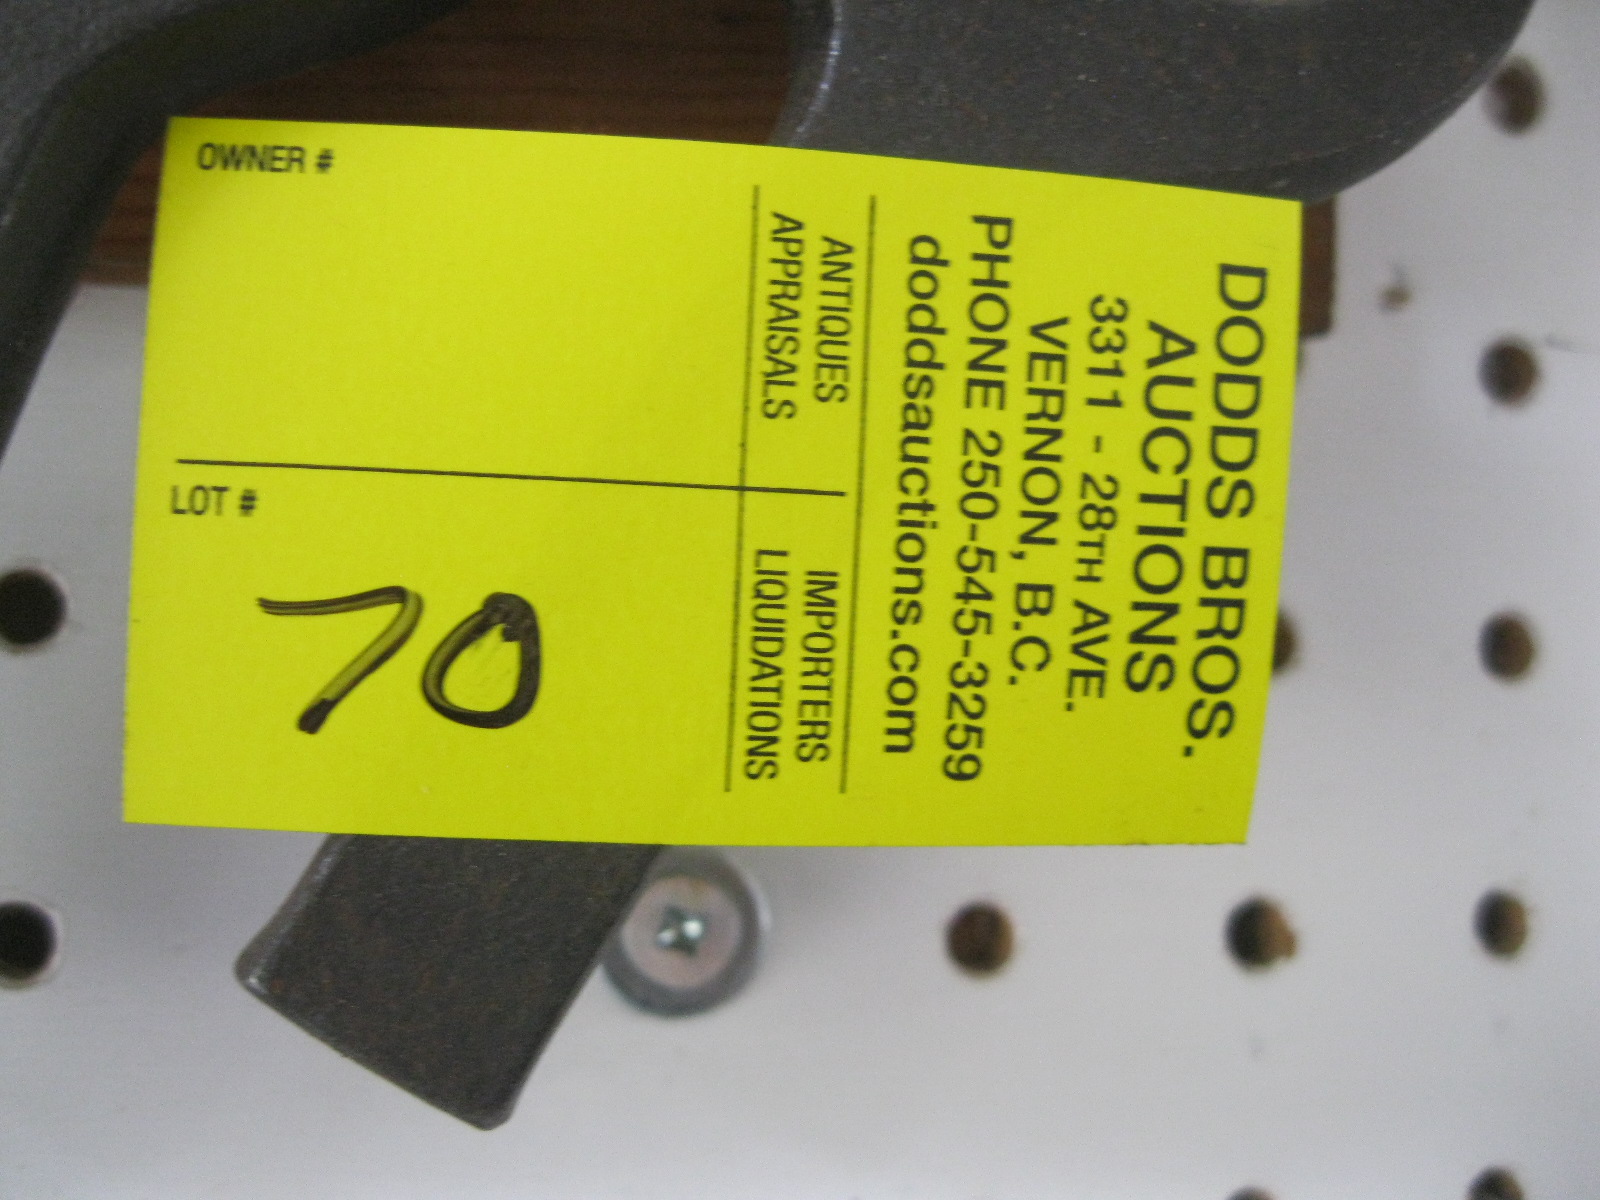 DODDS BROS.
AUCTIONS
3311 - 28TH AVE.
VERNON, B.C.
PHONE 250-545-3259
doddsauctions.com
ANTIQUES
APPRAISALS
IMPORTERS
LIQUIDATIONS
OWNER #
LOT #
70